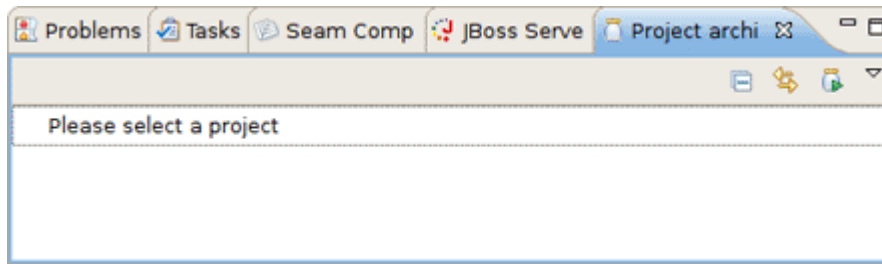 Problems Tasks Seam Comp JBoss Serve Project archi
Please select a project